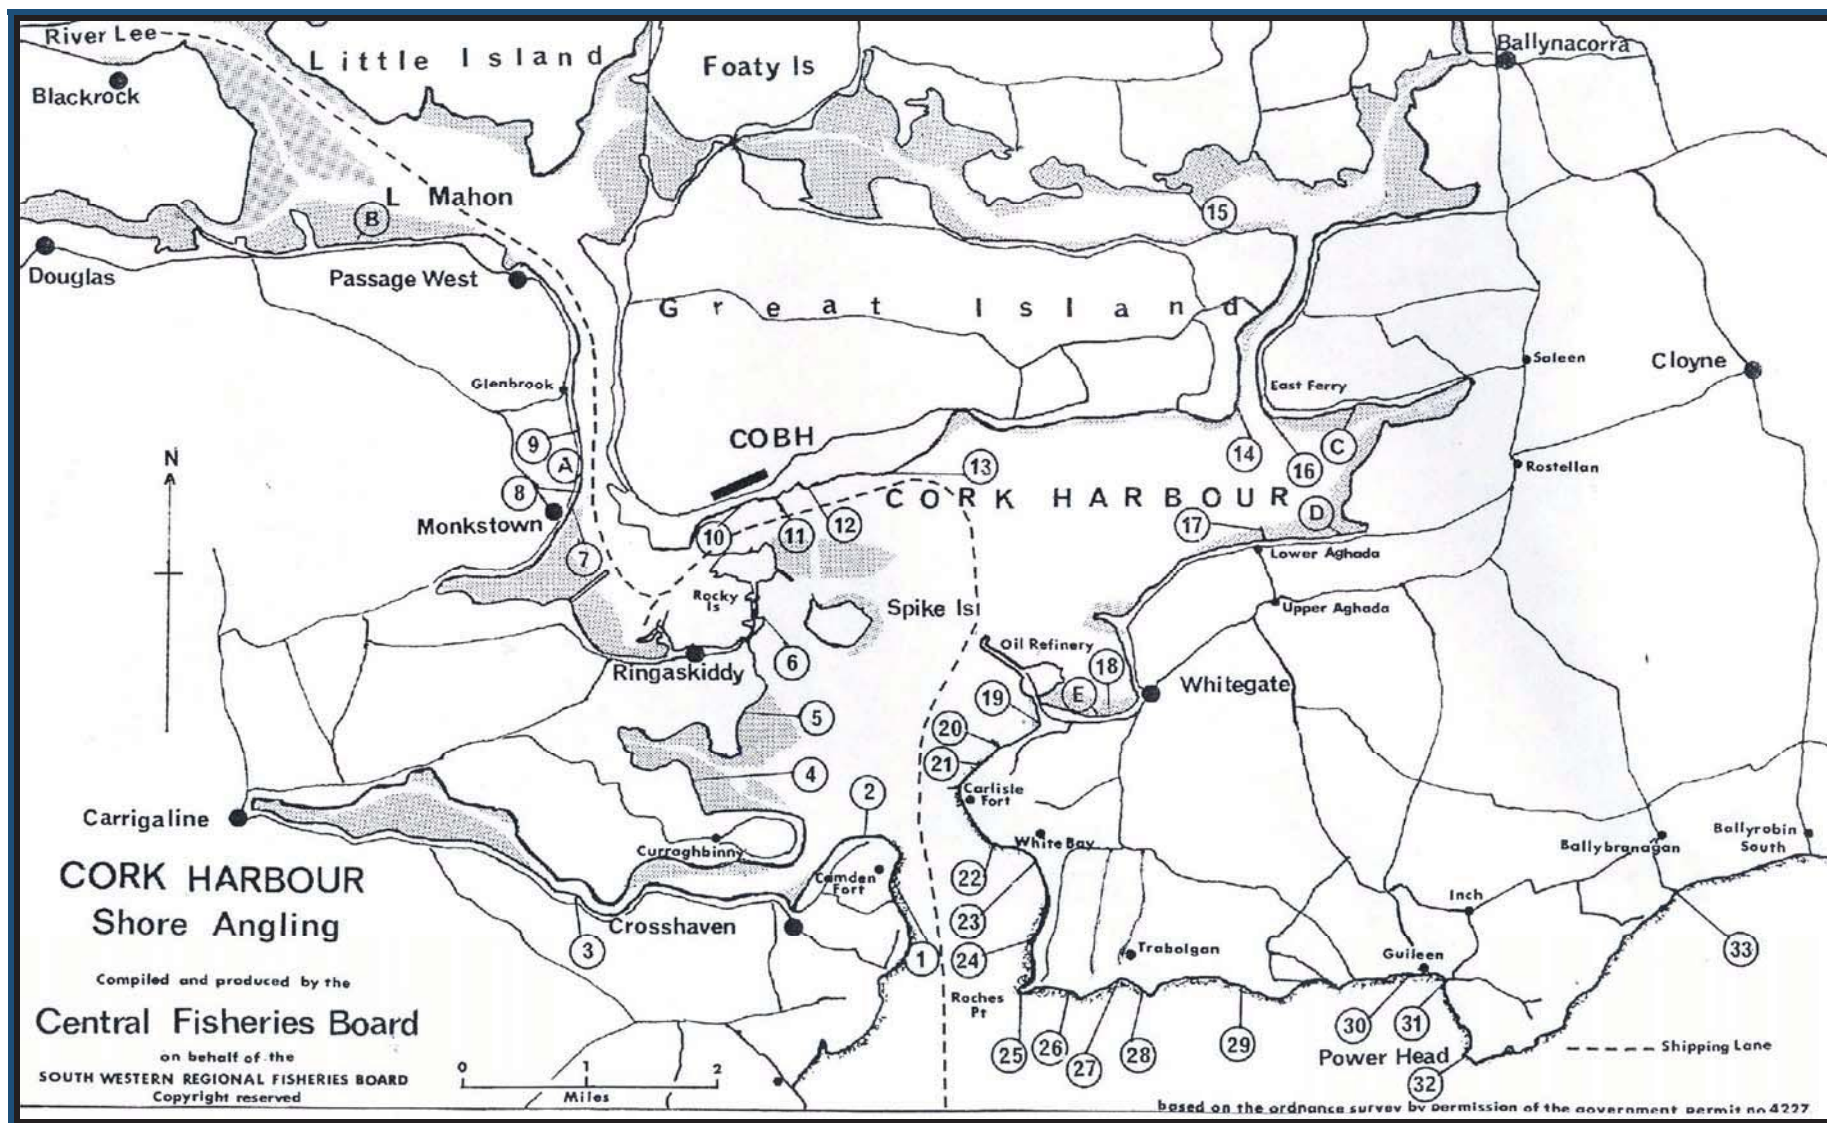 River Lee
Little Island
Foaty Is
Ballynacorra
Blackrock
L Mahon
B
15
Douglas
Passage West
Great Island
Glenbrook
Saleen
Cloyne
East Ferry
COBH
9
A
8
13
14
16
C
Rostellan
N
A
Monkstown
CORK HARBOUR
10
11
12
17
D
7
Lower Aghada
Rocky
Is
Spike Isl
Upper Aghada
6
Oil Refinery
18
E
Ringaskiddy
Whitegate
19
5
20
21
4
2
Carlisle
Fort
Carrigaline
Curraghbinny
White Bay
Ballybranagan
Ballyrobin
South
CORK HARBOUR
Shore Angling
Camden
Fort
22
23
Inch
3
Crosshaven
1
24
Trabolgan
Guileen
33
Compiled and produced by the
Central Fisheries Board
on behalf of the
SOUTH WESTERN REGIONAL FISHERIES BOARD
Copyright reserved
Roches
Pt
25
26
27
28
29
30
31
Power Head
32
Shipping Lane
0 1 2
Miles
based on the ordnance survey by permission of the government permit no 4227